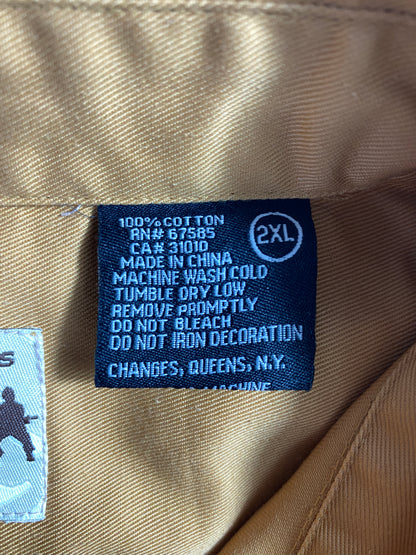 100% COTTON
RN# 67585
CA# 31010
2XL
MADE IN CHINA
MACHINE WASH COLD
TUMBLE DRY LOW
REMOVE PROMPTLY
DO NOT BLEACH
DO NOT IRON DECORATION
CHANGES, QUEENS, N.Y.
MACHINE